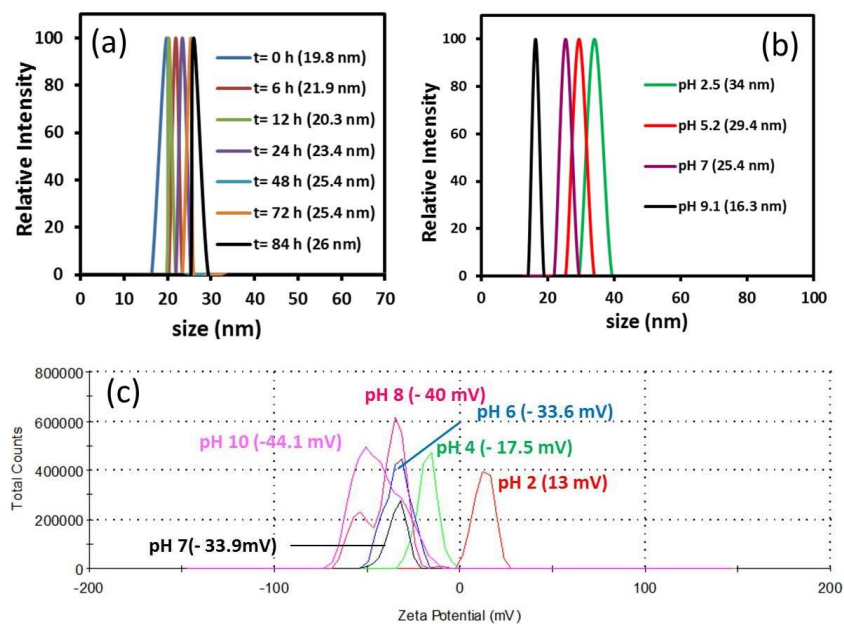 (a)
Relative Intensity
100
80
60
40
20
0
0 10 20 30 40 50 60 70
size (nm)
t= 0 h (19.8 nm)
t= 6 h (21.9 nm)
t= 12 h (20.3 nm)
t= 24 h (23.4 nm)
t= 48 h (25.4 nm)
t= 72 h (25.4 nm)
t= 84 h (26 nm)
(b)
Relative Intensity
100
80
60
40
20
0
0 20 40 60 80 100
size (nm)
pH 2.5 (34 nm)
pH 5.2 (29.4 nm)
pH 7 (25.4 nm)
pH 9.1 (16.3 nm)
(c)
Total Counts
800000
600000
400000
200000
0
-200 -100 0 100 200
Zeta Potential (mV)
pH 8 (- 40 mV)
pH 6 (- 33.6 mV)
pH 10 (-44.1 mV)
pH 4 (- 17.5 mV)
pH 2 (13 mV)
pH 7(- 33.9mV)